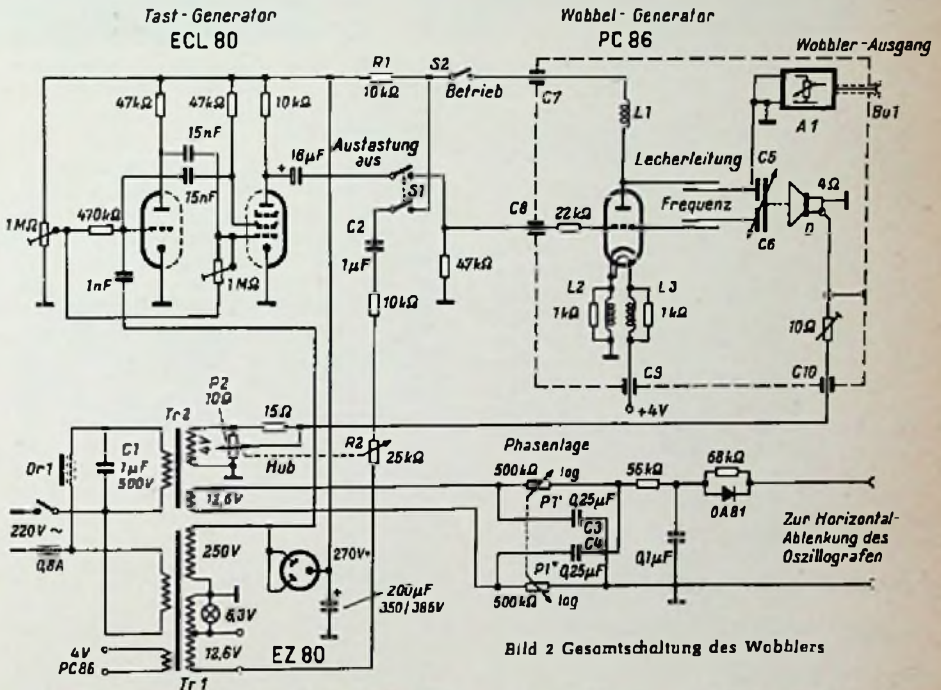 Tast-Generator
ECL 80
Wobbel-Generator
PC 86
Wobbler-Ausgang
47kΩ
47kΩ
10kΩ
R1
10kΩ
S2
Betrieb
C7
L1
A1
Bu1
15nF
15nF
16µF
+
Austastung
aus
S1
Lecherleitung
Frequenz
C5
C6
4Ω
n
1MΩ
470kΩ
1nF
1MΩ
C2
1µF
10kΩ
47kΩ
C8
22kΩ
L2
L3
1kΩ
1kΩ
10Ω
C9
+4V
C10
Dr1
C1
1µF
500V
Tr2
4V
P2
10Ω
15Ω
Hub
R2
25kΩ
12,6V
220V~
0,8A
250V
6,3V
12,6V
270V=
+
200µF
350/385V
EZ 80
4V
PC86
Tr1
Phasenlage
500kΩ
log
P1'
0,25µF
C3
C4
0,25µF
P1"
500kΩ
log
56kΩ
68kΩ
OA81
0,1µF
Zur Horizontal-
Ablenkung des
Oszillografen
Bild 2 Gesamtschaltung des Wobblers